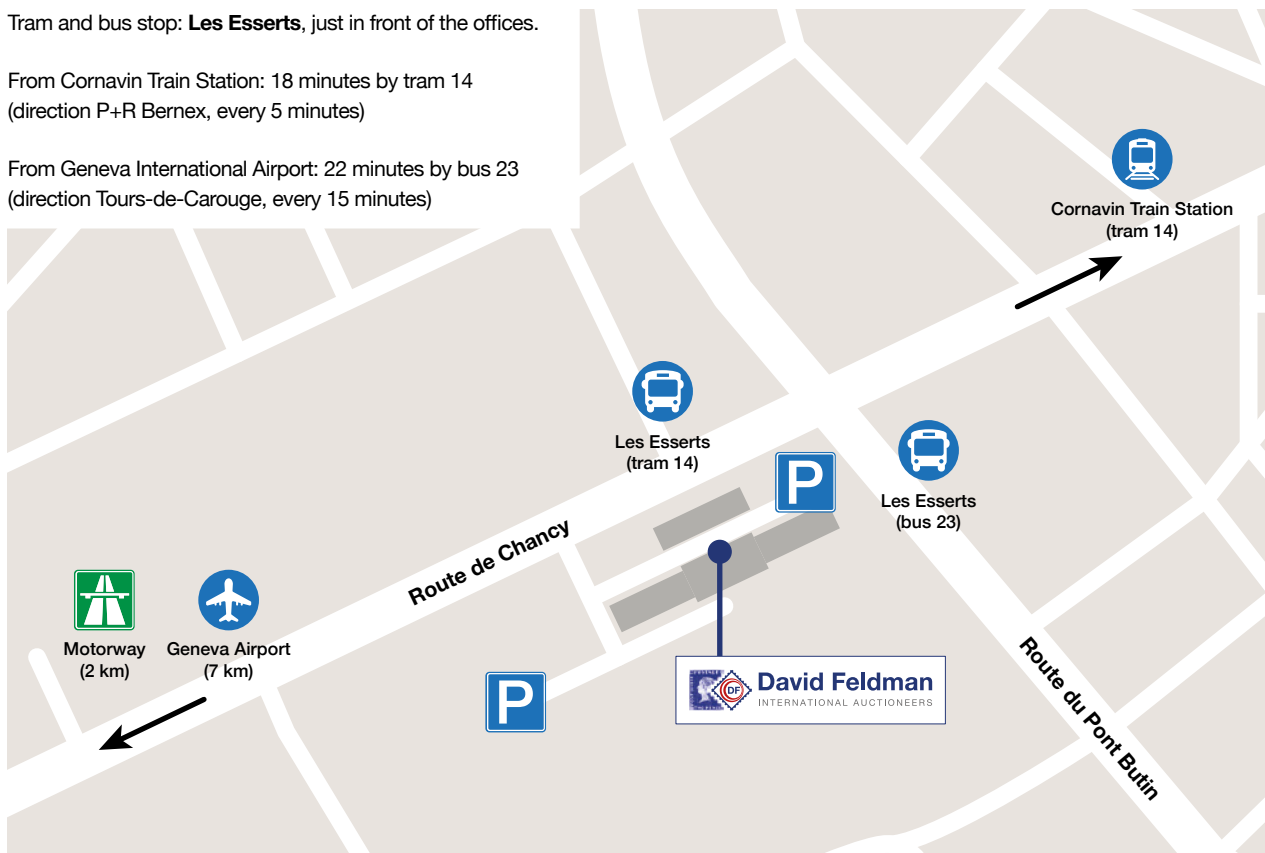 Tram and bus stop: Les Esserts, just in front of the offices.
From Cornavin Train Station: 18 minutes by tram 14
(direction P+R Bernex, every 5 minutes)
From Geneva International Airport: 22 minutes by bus 23
(direction Tours-de-Carouge, every 15 minutes)
Cornavin Train Station
(tram 14)
Les Esserts
(tram 14)
P
Les Esserts
(bus 23)
Route de Chancy
Motorway
(2 km)
Geneva Airport
(7 km)
P
DF
David Feldman
INTERNATIONAL AUCTIONEERS
Route du Pont Butin